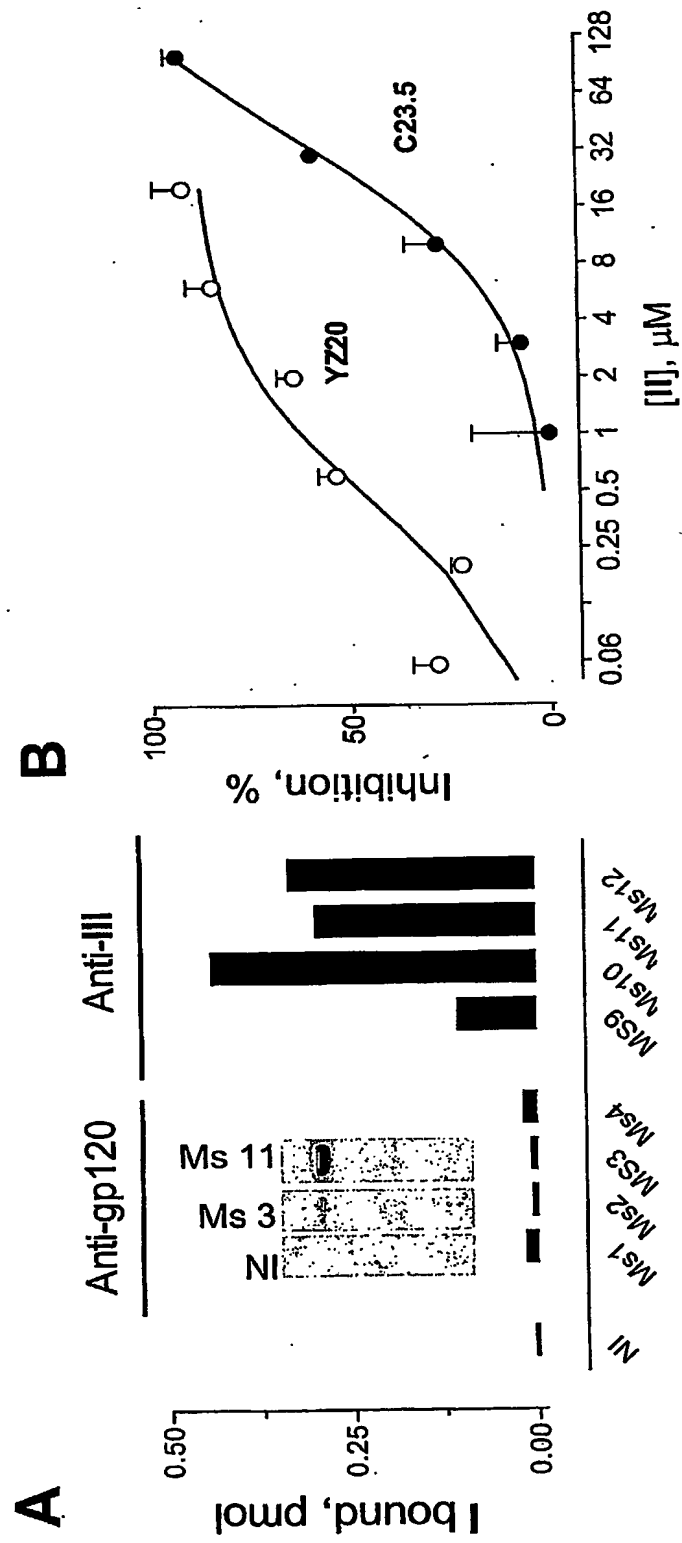 A
Anti-gp120
Anti-III
I bound, pmol
0.50
0.25
0.00
NI
Ms 3
Ms 11
NI
Ms1
Ms2
MS3
Ms4
MS9
Ms10
Ms11
Ms12
B
Inhibition, %
100
50
0
YZ20
C23.5
0.06
0.25
0.5
1
2
4
8
16
32
64
128
[II], µM